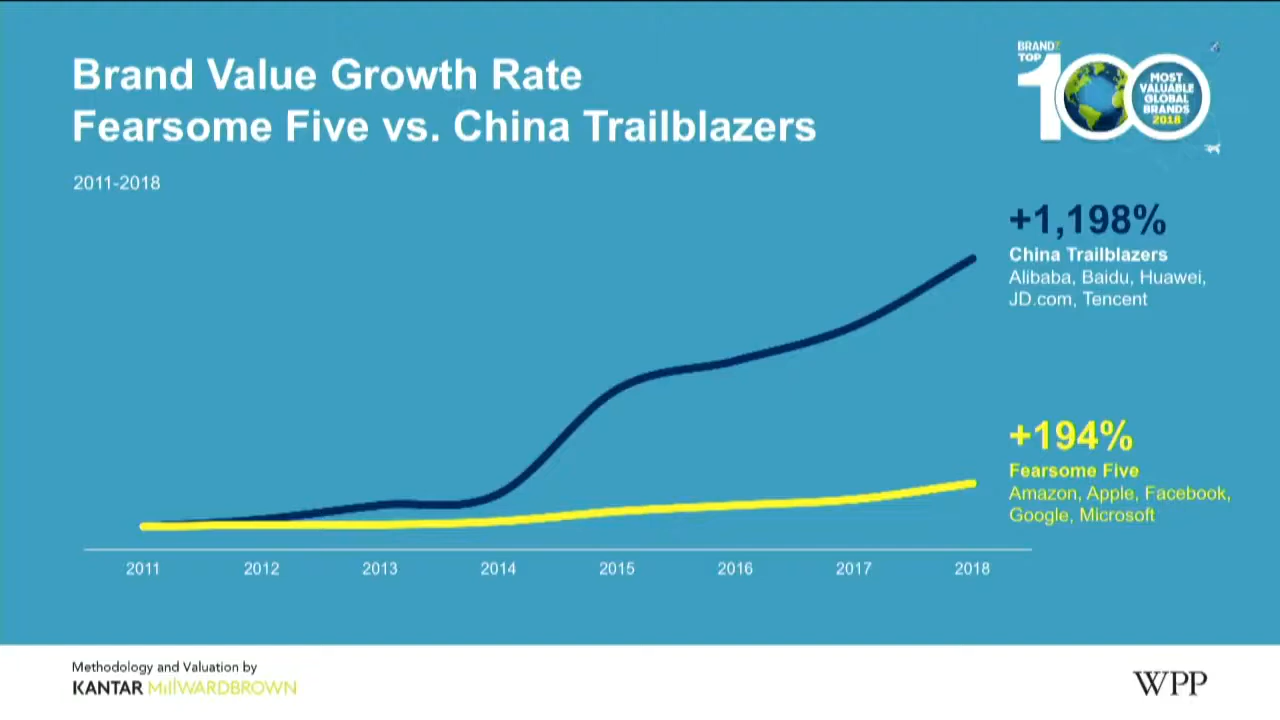 Brand Value Growth Rate
Fearsome Five vs. China Trailblazers
2011-2018
BRANDZ
TOP
100
MOST
VALUABLE
GLOBAL
BRANDS
2018
+1,198%
China Trailblazers
Alibaba, Baidu, Huawei,
JD.com, Tencent
+194%
Fearsome Five
Amazon, Apple, Facebook,
Google, Microsoft
2011 2012 2013 2014 2015 2016 2017 2018
Methodology and Valuation by
KANTAR MillWARDBROWN
WPP